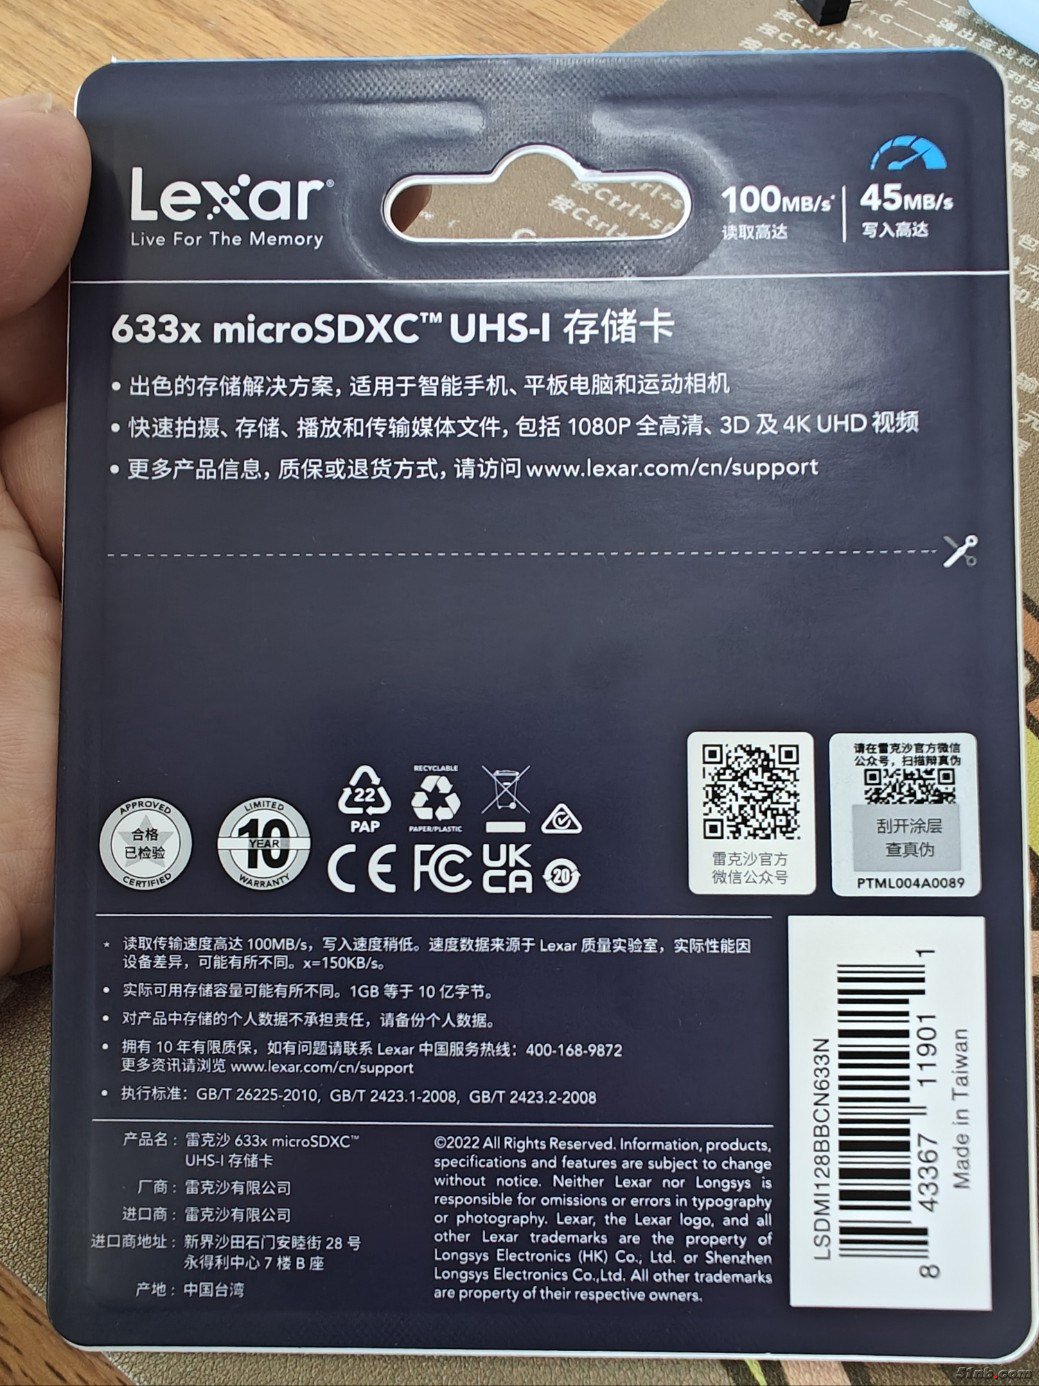 Lexar®
Live For The Memory
100MB/s*
读取高达
45MB/s
写入高达
633x microSDXC™ UHS-I 存储卡
• 出色的存储解决方案，适用于智能手机、平板电脑和运动相机
• 快速拍摄、存储、播放和传输媒体文件，包括 1080P 全高清、3D 及 4K UHD 视频
• 更多产品信息，质保或退货方式，请访问 www.lexar.com/cn/support
APPROVED
合格
已检验
CERTIFIED
LIMITED
10
YEAR
WARRANTY
22
PAP
RECYCLABLE
PAPER/PLASTIC
CE
FC
UK
CA
20
雷克沙官方
微信公众号
请在雷克沙官方微信
公众号，扫描辩真伪
刮开涂层
查真伪
PTML004A0089
* 读取传输速度高达 100MB/s，写入速度稍低。速度数据来源于 Lexar 质量实验室，实际性能因
设备差异，可能有所不同。x=150KB/s。
• 实际可用存储容量可能有所不同。1GB 等于 10 亿字节。
• 对产品中存储的个人数据不承担责任，请备份个人数据。
• 拥有 10 年有限质保，如有问题请联系 Lexar 中国服务热线：400-168-9872
更多资讯请浏览 www.lexar.com/cn/support
• 执行标准：GB/T 26225-2010，GB/T 2423.1-2008，GB/T 2423.2-2008
产品名：雷克沙 633x microSDXC™
UHS-I 存储卡
厂商：雷克沙有限公司
进口商：雷克沙有限公司
进口商地址：新界沙田石门安睦街 28 号
永得利中心 7 楼 B 座
产地：中国台湾
©2022 All Rights Reserved. Information, products,
specifications and features are subject to change
without notice. Neither Lexar nor Longsys is
responsible for omissions or errors in typography
or photography. Lexar, the Lexar logo, and all
other Lexar trademarks are the property of
Longsys Electronics (HK) Co., Ltd. or Shenzhen
Longsys Electronics Co.,Ltd. All other trademarks
are property of their respective owners.
LSDMI128BBCN633N
8 43367 11901 1
Made in Taiwan
51nb.com